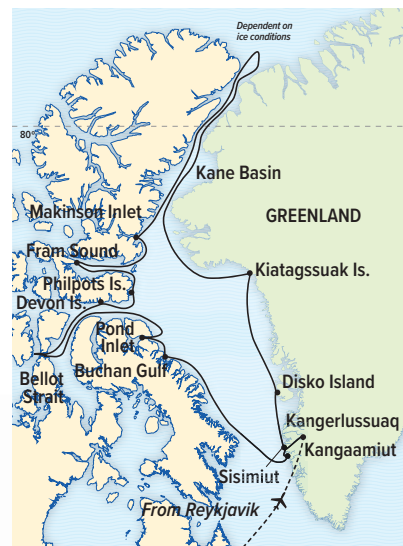 Dependent on
ice conditions
80°
Kane Basin
Makinson Inlet
GREENLAND
Fram Sound
Kiatagssuak Is.
Philpots Is.
Devon Is.
Pond
Inlet
Bellot
Strait
Buchan Gulf
Disko Island
Kangerlussuaq
Kangaamiut
Sisimiut
From Reykjavik